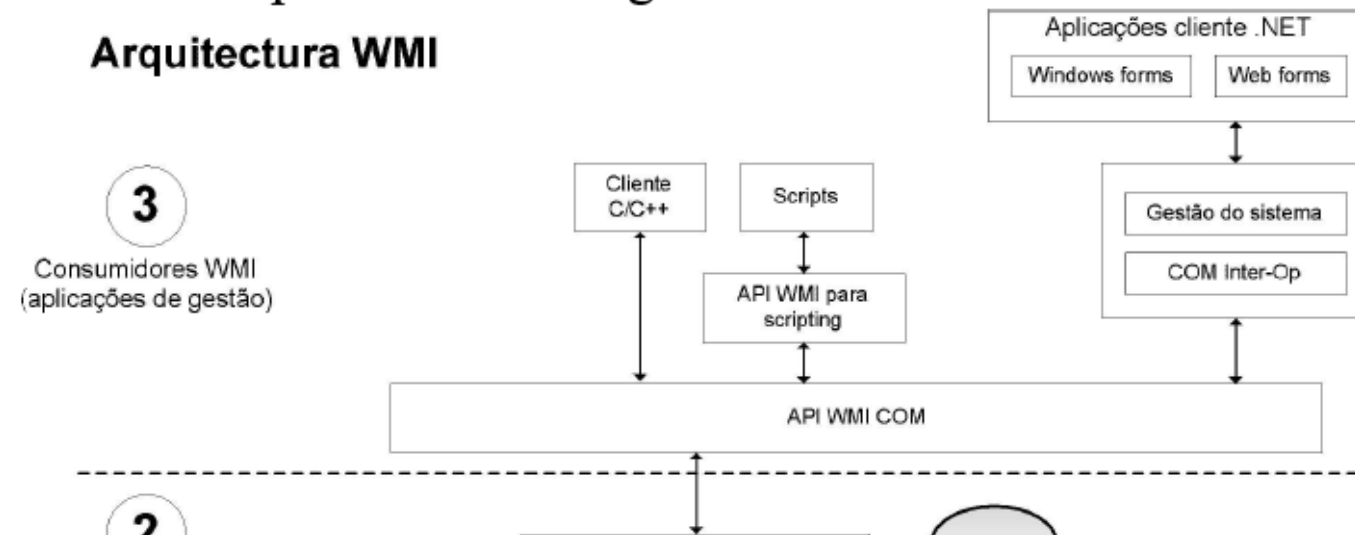 Arquitectura WMI
Aplicações cliente .NET
Windows forms
Web forms
3
Consumidores WMI
(aplicações de gestão)
Cliente
C/C++
Scripts
API WMI para
scripting
Gestão do sistema
COM Inter-Op
API WMI COM
2